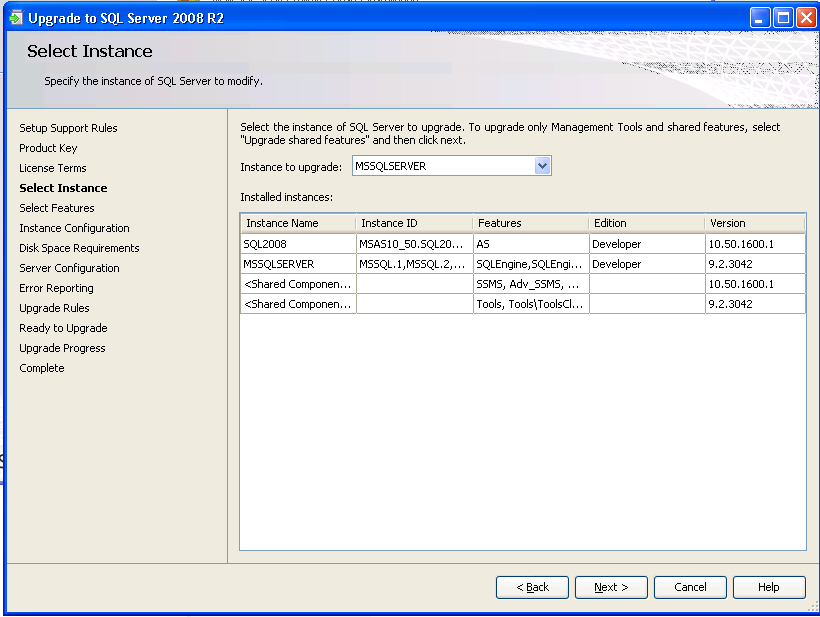 Upgrade to SQL Server 2008 R2
Select Instance
Specify the instance of SQL Server to modify.
Setup Support Rules
Product Key
License Terms
Select Instance
Select Features
Instance Configuration
Disk Space Requirements
Server Configuration
Error Reporting
Upgrade Rules
Ready to Upgrade
Upgrade Progress
Complete
Select the instance of SQL Server to upgrade. To upgrade only Management Tools and shared features, select
"Upgrade shared features" and then click next.
Instance to upgrade: MSSQLSERVER
Installed instances:
Instance Name Instance ID Features Edition Version
SQL2008 MSAS10_50.SQL20... AS Developer 10.50.1600.1
MSSQLSERVER MSSQL.1,MSSQL.2,... SQLEngine,SQLEngi... Developer 9.2.3042
<Shared Componen... SSMS, Adv_SSMS, ... 10.50.1600.1
<Shared Componen... Tools, Tools\ToolsCl... 9.2.3042
< Back Next > Cancel Help